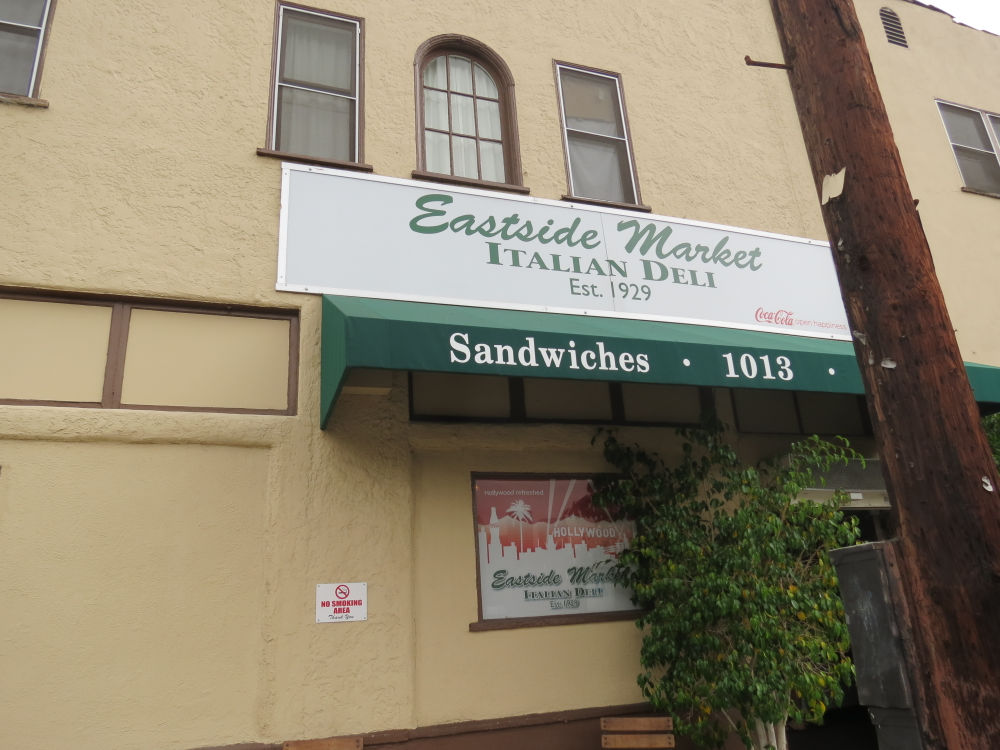 Eastside Market
ITALIAN DELI
Est. 1929
Coca-Cola open happiness
Sandwiches · 1013 ·
Hollywood refreshed
HOLLYWOOD
Eastside Market
ITALIAN DELI
Est. 1929
NO SMOKING
AREA
Thank You